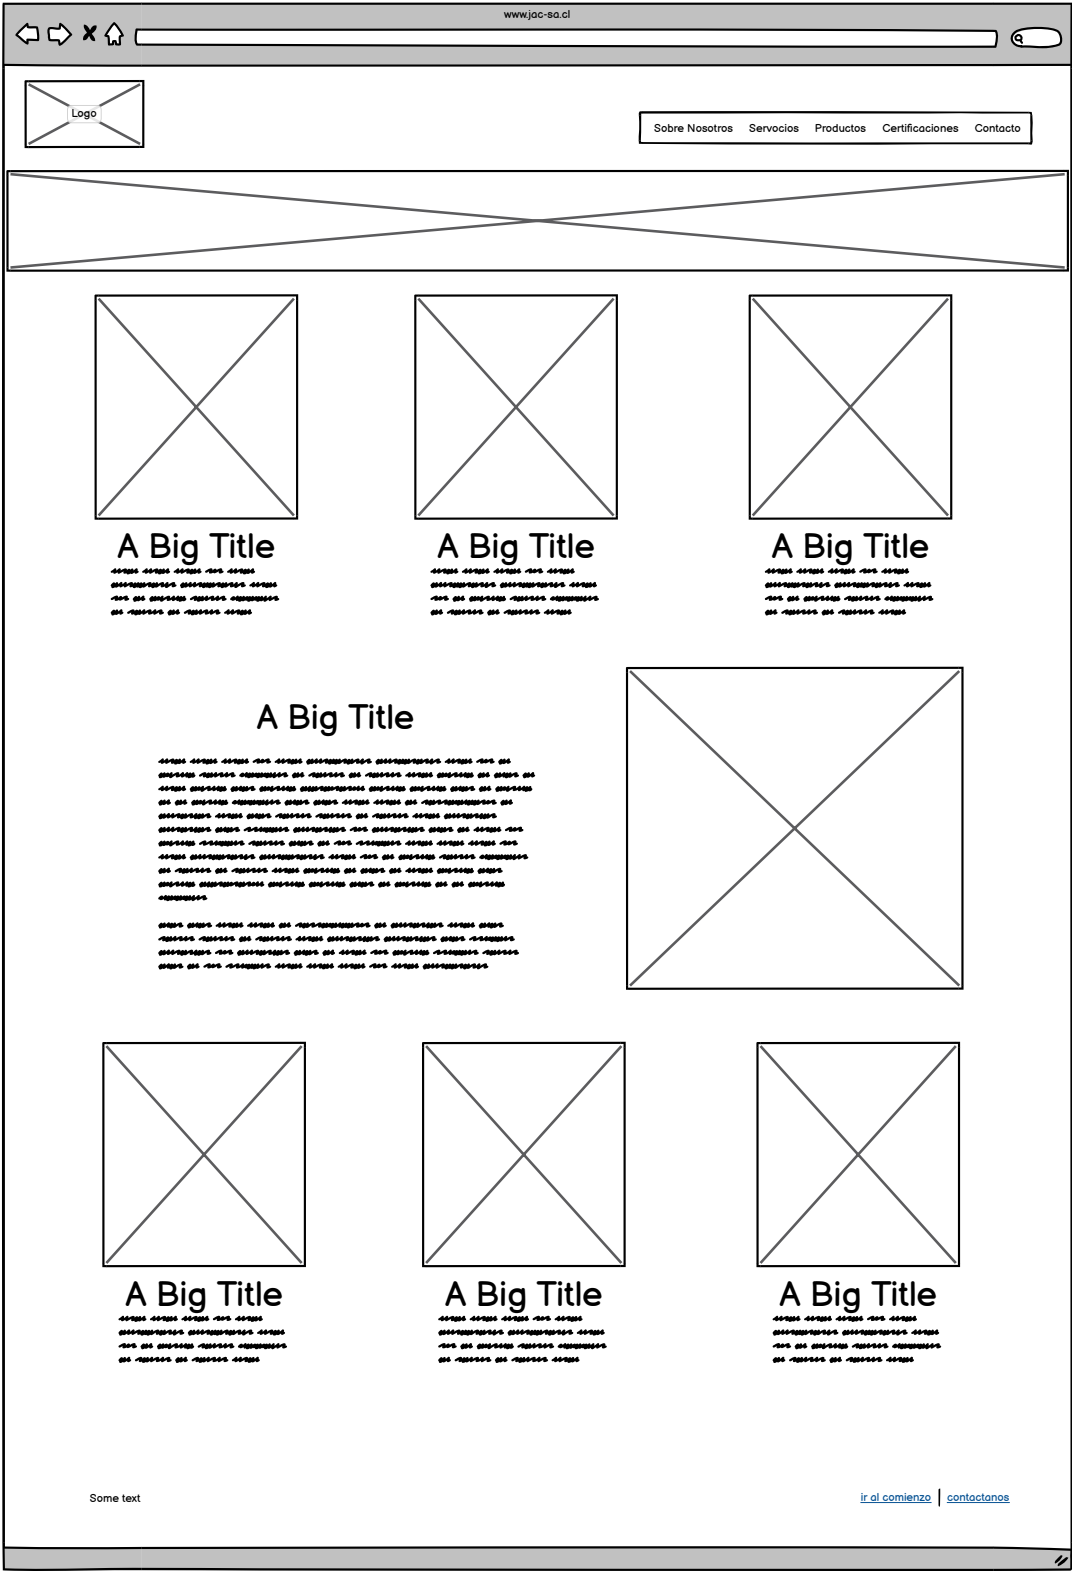 www.jac-sa.cl
Logo
Sobre Nosotros Servocios Productos Certificaciones Contacto
A Big Title A Big Title A Big Title
A Big Title
A Big Title A Big Title A Big Title
Some text
ir al comienzo | contactanos